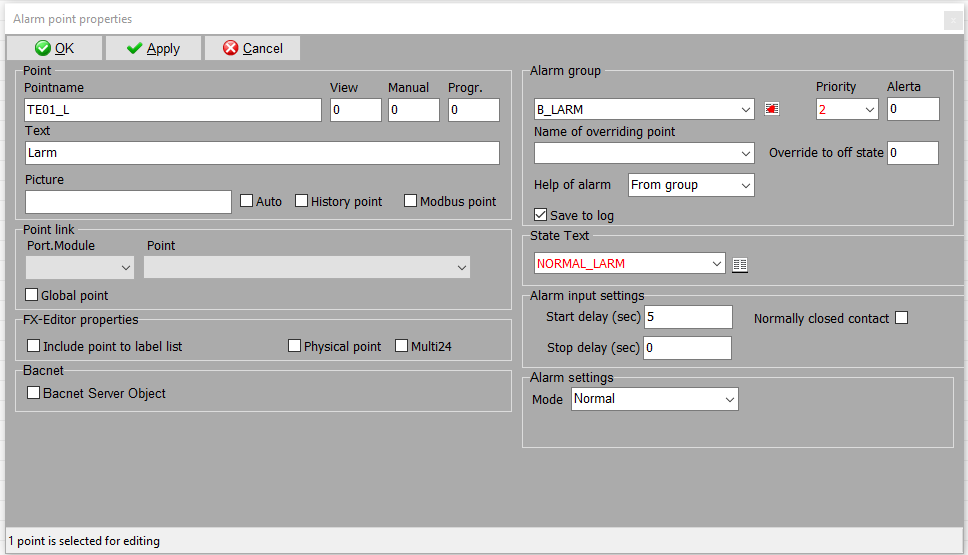 Alarm point properties
OK Apply Cancel
Point
Pointname View Manual Progr.
TE01_L 0 0 0
Text
Larm
Picture
Auto History point Modbus point
Point link
Port.Module Point
Global point
FX-Editor properties
Include point to label list Physical point Multi24
Bacnet
Bacnet Server Object
Alarm group
Priority Alerta
B_LARM 2 0
Name of overriding point
Override to off state 0
Help of alarm From group
Save to log
State Text
NORMAL_LARM
Alarm input settings
Start delay (sec) 5 Normally closed contact
Stop delay (sec) 0
Alarm settings
Mode Normal
1 point is selected for editing